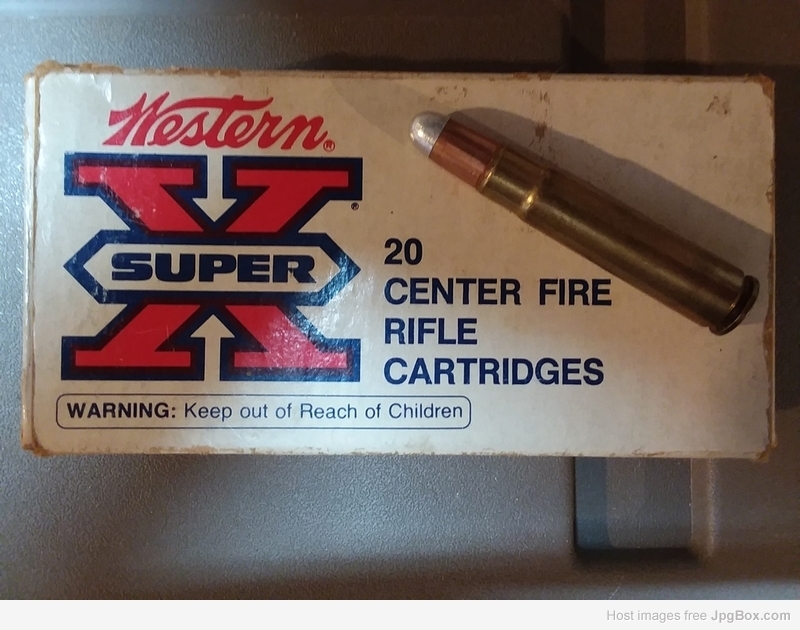 Western®
SUPER X®
20
CENTER FIRE
RIFLE
CARTRIDGES
WARNING: Keep out of Reach of Children
Host images free JpgBox.com